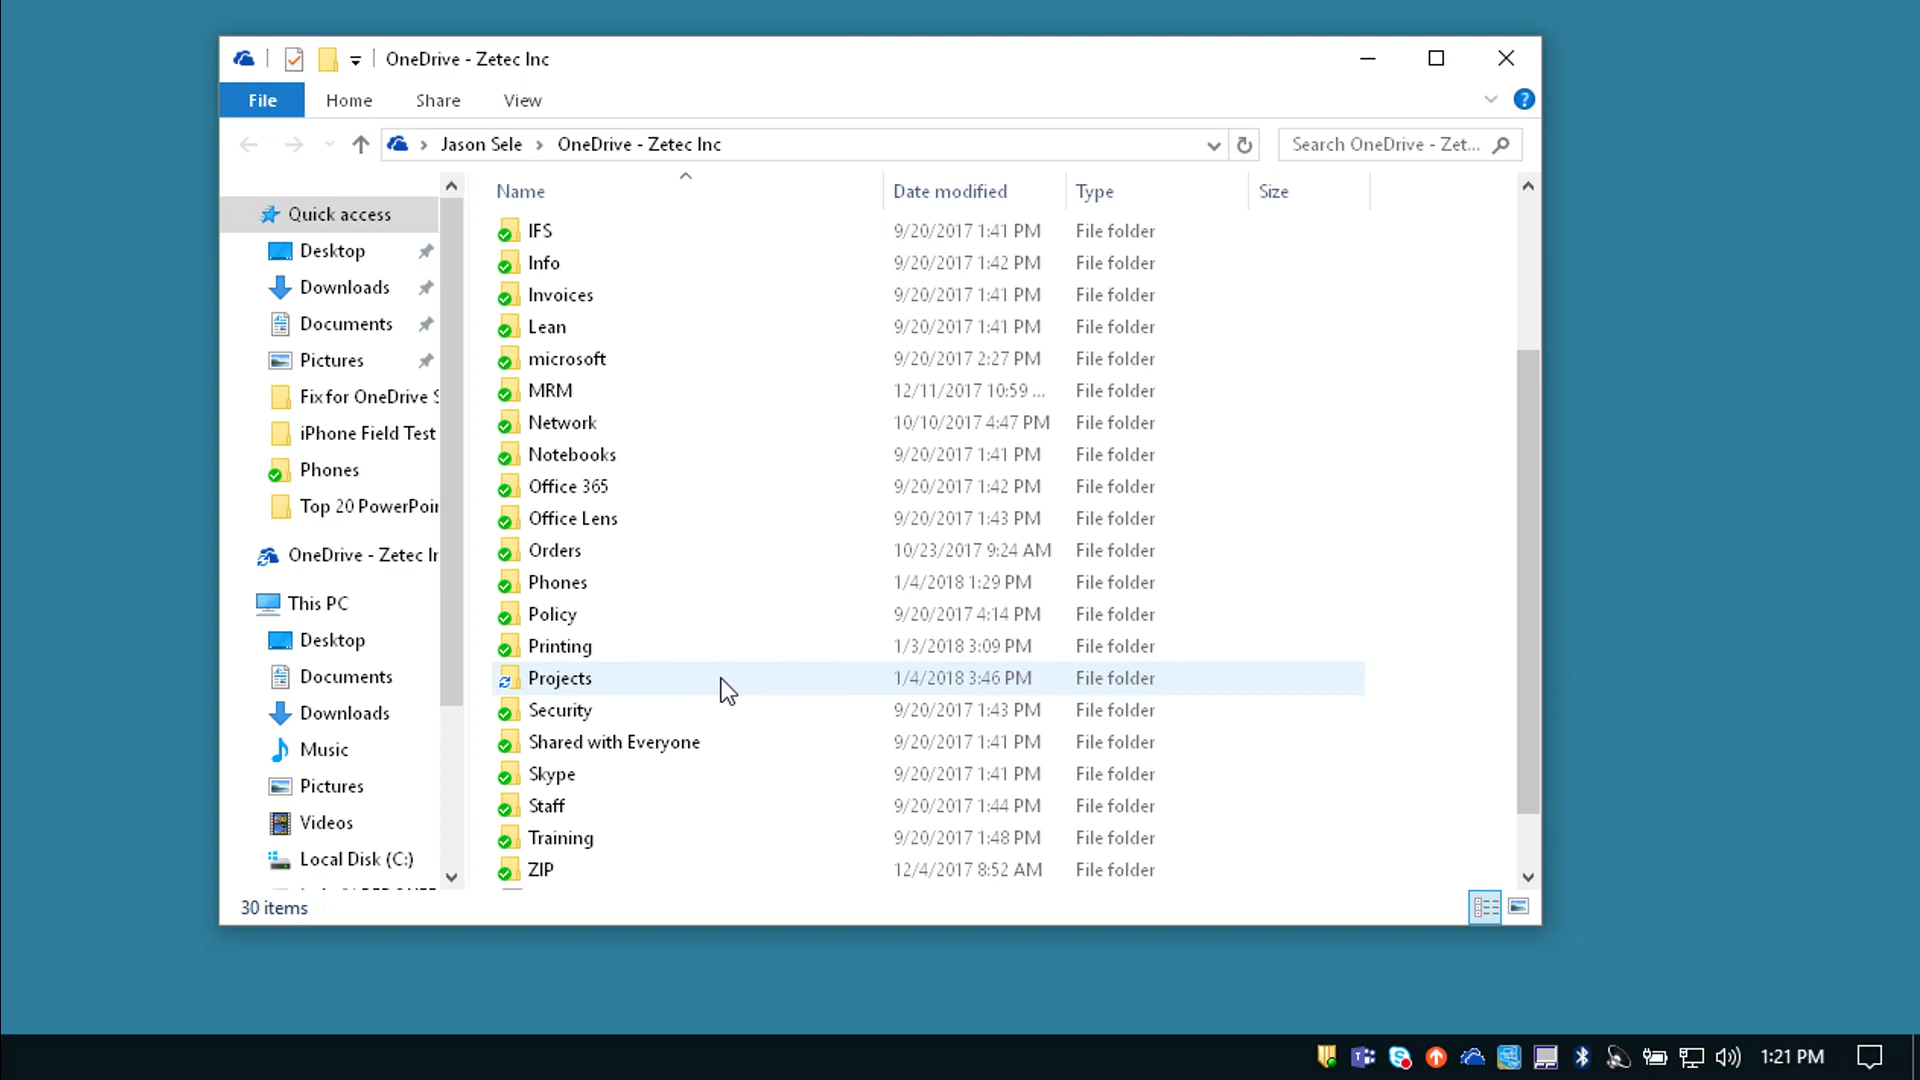 OneDrive - Zetec Inc
File Home Share View
Jason Sele OneDrive - Zetec Inc Search OneDrive - Zet...
Name Date modified Type Size
Quick access
Desktop
Downloads
Documents
Pictures
Fix for OneDrive S
iPhone Field Test
Phones
Top 20 PowerPoin
OneDrive - Zetec In
This PC
Desktop
Documents
Downloads
Music
Pictures
Videos
Local Disk (C:)
IFS 9/20/2017 1:41 PM File folder
Info 9/20/2017 1:42 PM File folder
Invoices 9/20/2017 1:41 PM File folder
Lean 9/20/2017 1:41 PM File folder
microsoft 9/20/2017 2:27 PM File folder
MRM 12/11/2017 10:59 ... File folder
Network 10/10/2017 4:47 PM File folder
Notebooks 9/20/2017 1:41 PM File folder
Office 365 9/20/2017 1:42 PM File folder
Office Lens 9/20/2017 1:43 PM File folder
Orders 10/23/2017 9:24 AM File folder
Phones 1/4/2018 1:29 PM File folder
Policy 9/20/2017 4:14 PM File folder
Printing 1/3/2018 3:09 PM File folder
Projects 1/4/2018 3:46 PM File folder
Security 9/20/2017 1:43 PM File folder
Shared with Everyone 9/20/2017 1:41 PM File folder
Skype 9/20/2017 1:41 PM File folder
Staff 9/20/2017 1:44 PM File folder
Training 9/20/2017 1:48 PM File folder
ZIP 12/4/2017 8:52 AM File folder
30 items
1:21 PM